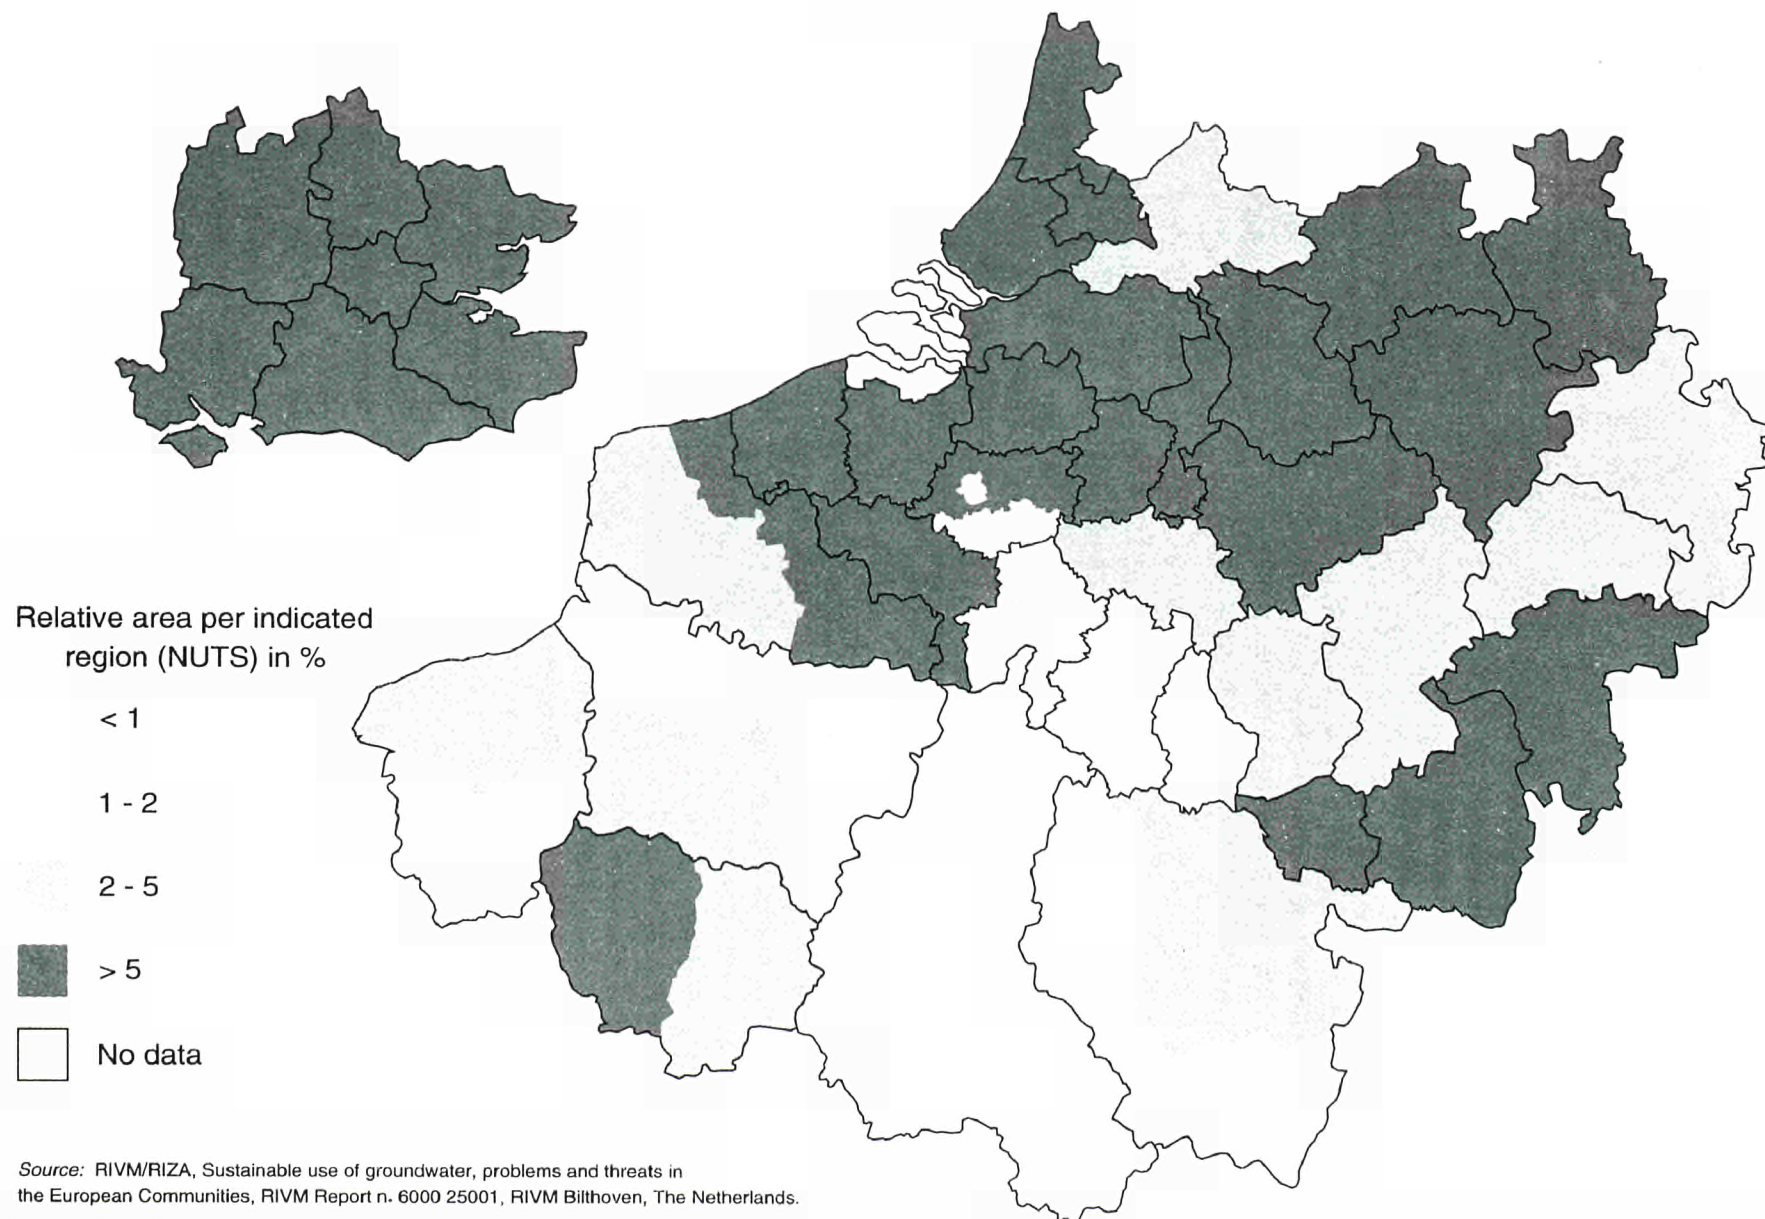 Relative area per indicated
region (NUTS) in %
< 1
1 - 2
2 - 5
> 5
No data
Source: RIVM/RIZA, Sustainable use of groundwater, problems and threats in
the European Communities, RIVM Report n. 6000 25001, RIVM Bilthoven, The Netherlands.